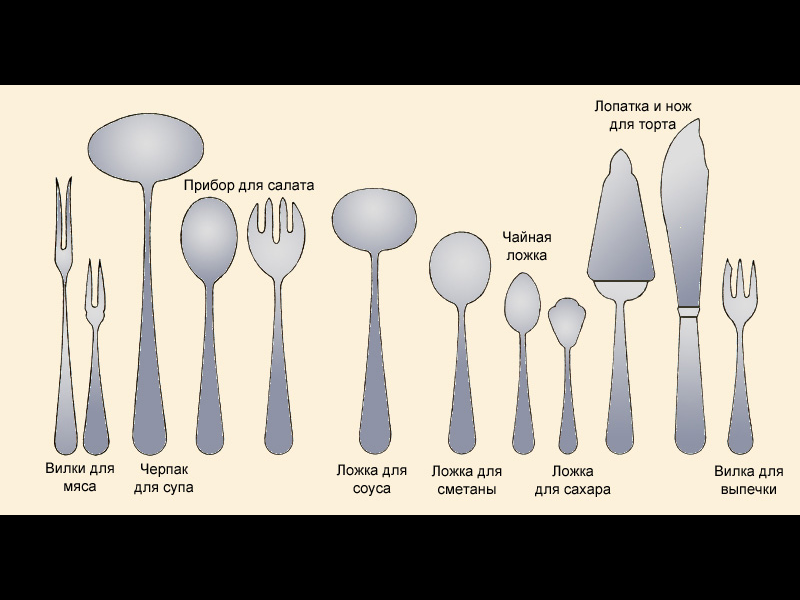 Лопатка и нож
для торта
Прибор для салата
Чайная
ложка
Вилки для
мяса
Черпак
для супа
Ложка для
соуса
Ложка для
сметаны
Ложка
для сахара
Вилка для
выпечки